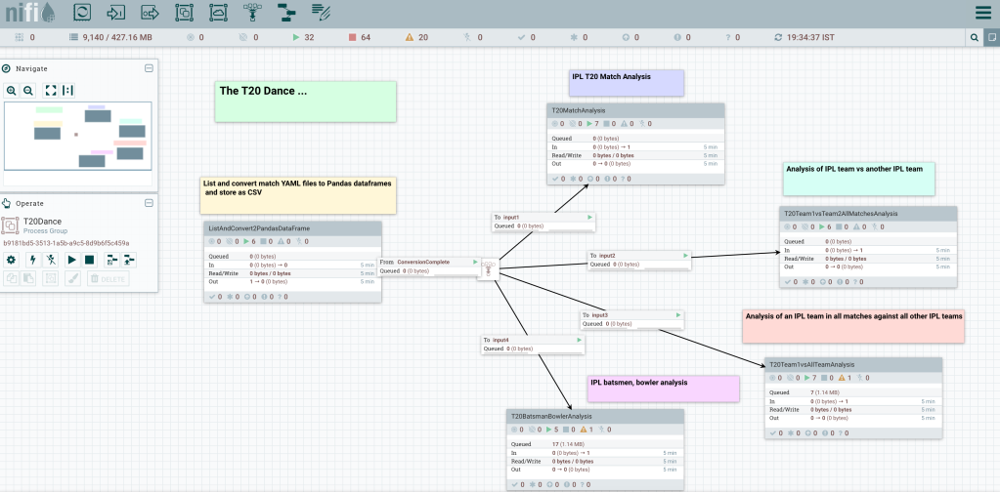 nifi
0
9,140 / 427.16 MB
0
0
32
64
20
0
0
0
0
0
0
19:34:37 IST
Navigate
Operate
T20Dance
Process Group
b9181bd5-3513-1a5b-a9c5-8d9b6f5c459a
DELETE
The T20 Dance ...
IPL T20 Match Analysis
T20MatchAnalysis
0 0 7 0 0 0
Queued 0 (0 bytes)
In 0 (0 bytes) → 1 5 min
Read/Write 0 bytes / 0 bytes 5 min
Out 0 → 0 (0 bytes) 5 min
0 0 0 0 ? 0
List and convert match YAML files to Pandas dataframes
and store as CSV
ListAndConvert2PandasDataFrame
0 0 6 0 0 0
Queued 0 (0 bytes)
In 0 (0 bytes) → 0 5 min
Read/Write 0 bytes / 0 bytes 5 min
Out 1 → 0 (0 bytes) 5 min
0 0 0 0 ? 0
From ConversionComplete
Queued 0 (0 bytes)
To input1
Queued 0 (0 bytes)
To input2
Queued 0 (0 bytes)
To input3
Queued 0 (0 bytes)
To input4
Queued 0 (0 bytes)
Analysis of IPL team vs another IPL team
T20Team1vsTeam2AllMatchesAnalysis
0 0 6 0 0 0
Queued 0 (0 bytes)
In 0 (0 bytes) → 1 5 min
Read/Write 0 bytes / 0 bytes 5 min
Out 0 → 0 (0 bytes) 5 min
0 0 0 0 ? 0
Analysis of an IPL team in all matches against all other IPL teams
T20Team1vsAllTeamAnalysis
0 0 7 0 1 0
Queued 7 (1.14 MB)
In 0 (0 bytes) → 1 5 min
Read/Write 0 bytes / 0 bytes 5 min
Out 0 → 0 (0 bytes) 5 min
0 0 0 0 ? 0
IPL batsmen, bowler analysis
T20BatsmanBowlerAnalysis
0 0 5 0 1 0
Queued 17 (1.14 MB)
In 0 (0 bytes) → 1 5 min
Read/Write 0 bytes / 0 bytes 5 min
Out 0 → 0 (0 bytes) 5 min
0 0 0 0 ? 0